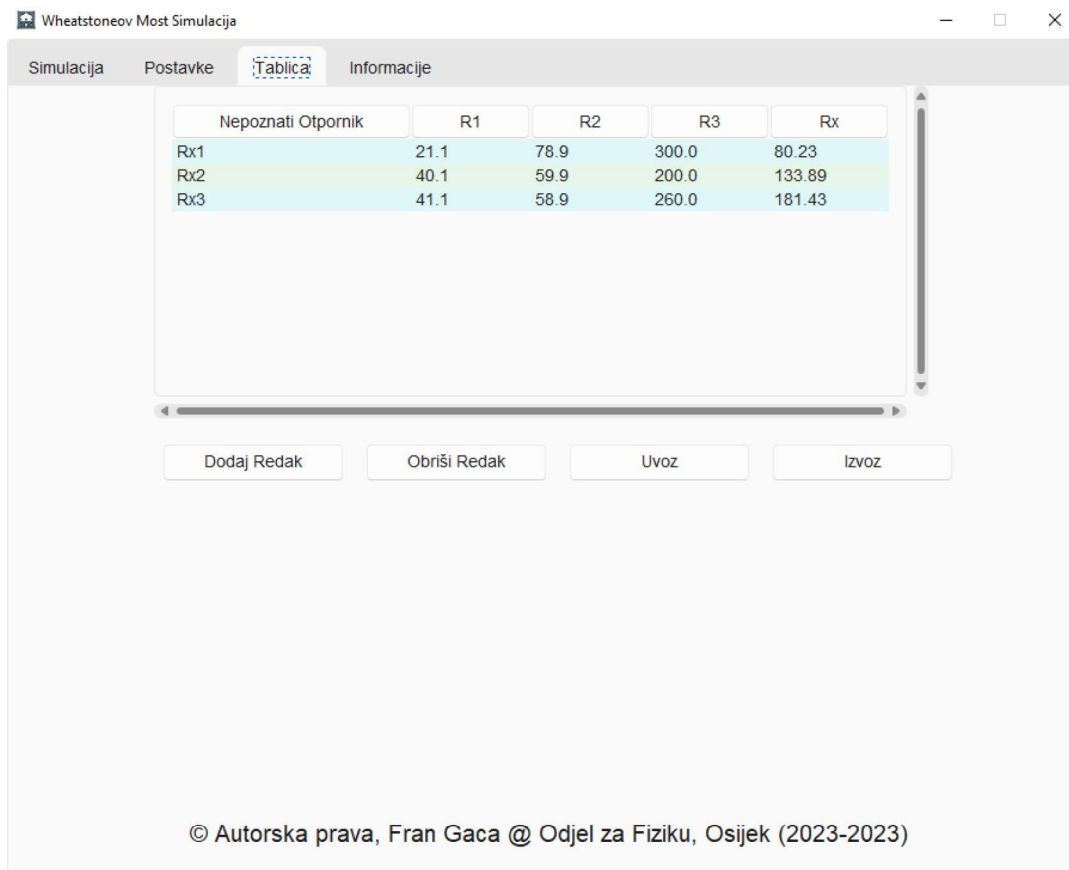 Wheatstoneov Most Simulacija
Simulacija Postavke Tablica Informacije
Nepoznati Otpornik R1 R2 R3 Rx
Rx1 21.1 78.9 300.0 80.23
Rx2 40.1 59.9 200.0 133.89
Rx3 41.1 58.9 260.0 181.43
Dodaj Redak Obriši Redak Uvoz Izvoz
© Autorska prava, Fran Gaca @ Odjel za Fiziku, Osijek (2023-2023)